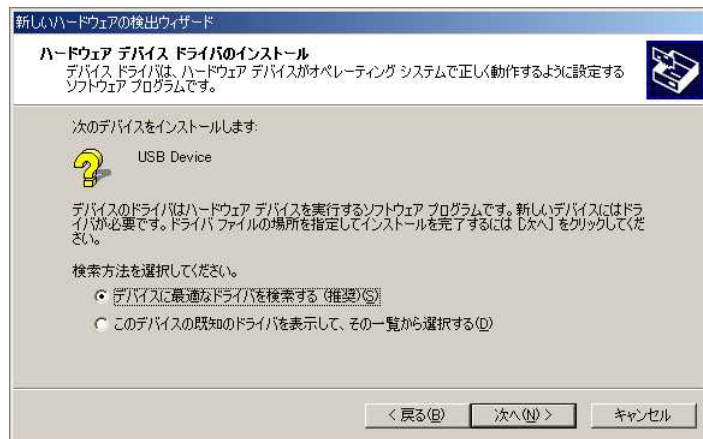 新しいハードウェアの検出ウィザード
ハードウェア デバイス ドライバのインストール
デバイス ドライバは、ハードウェア デバイスがオペレーティング システムで正しく動作するように設定する
ソフトウェア プログラムです。
次のデバイスをインストールします:
USB Device
デバイスのドライバはハードウェア デバイスを実行するソフトウェア プログラムです。新しいデバイスにはドラ
イバが必要です。ドライバ ファイルの場所を指定してインストールを完了するには [次へ] をクリックしてくだ
さい。
検索方法を選択してください。
デバイスに最適なドライバを検索する (推奨)(S)
このデバイスの既知のドライバを表示して、その一覧から選択する(D)
< 戻る(B)
次へ(N) >
キャンセル